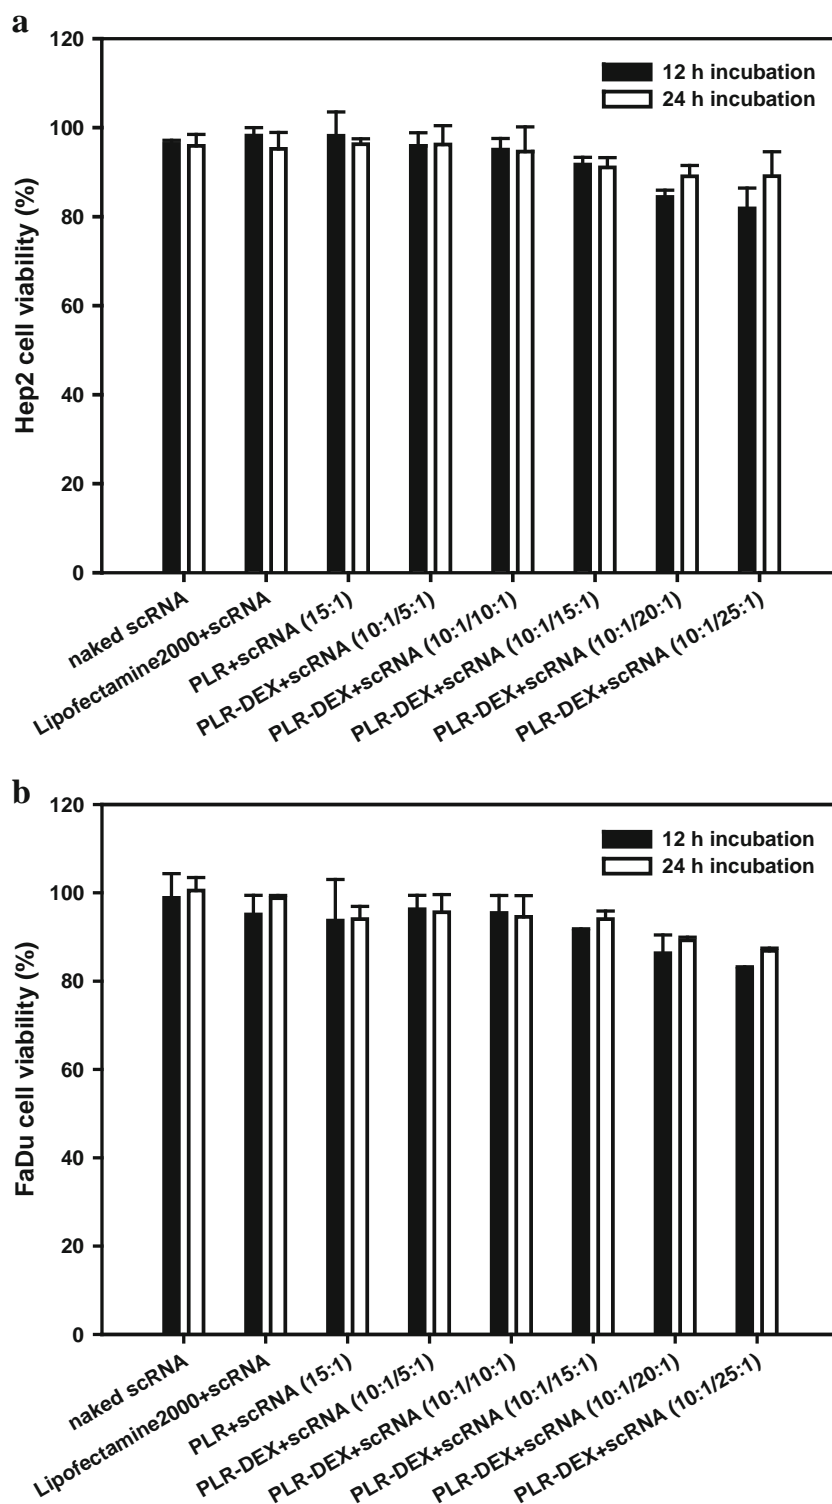 a
120
100
80
60
40
20
0
Hep2 cell viability (%)
12 h incubation
24 h incubation
naked scRNA
Lipofectamine2000+scRNA
PLR+scRNA (15:1)
PLR-DEX+scRNA (10:1/5:1)
PLR-DEX+scRNA (10:1/10:1)
PLR-DEX+scRNA (10:1/15:1)
PLR-DEX+scRNA (10:1/20:1)
PLR-DEX+scRNA (10:1/25:1)
b
120
100
80
60
40
20
0
FaDu cell viability (%)
12 h incubation
24 h incubation
naked scRNA
Lipofectamine2000+scRNA
PLR+scRNA (15:1)
PLR-DEX+scRNA (10:1/5:1)
PLR-DEX+scRNA (10:1/10:1)
PLR-DEX+scRNA (10:1/15:1)
PLR-DEX+scRNA (10:1/20:1)
PLR-DEX+scRNA (10:1/25:1)